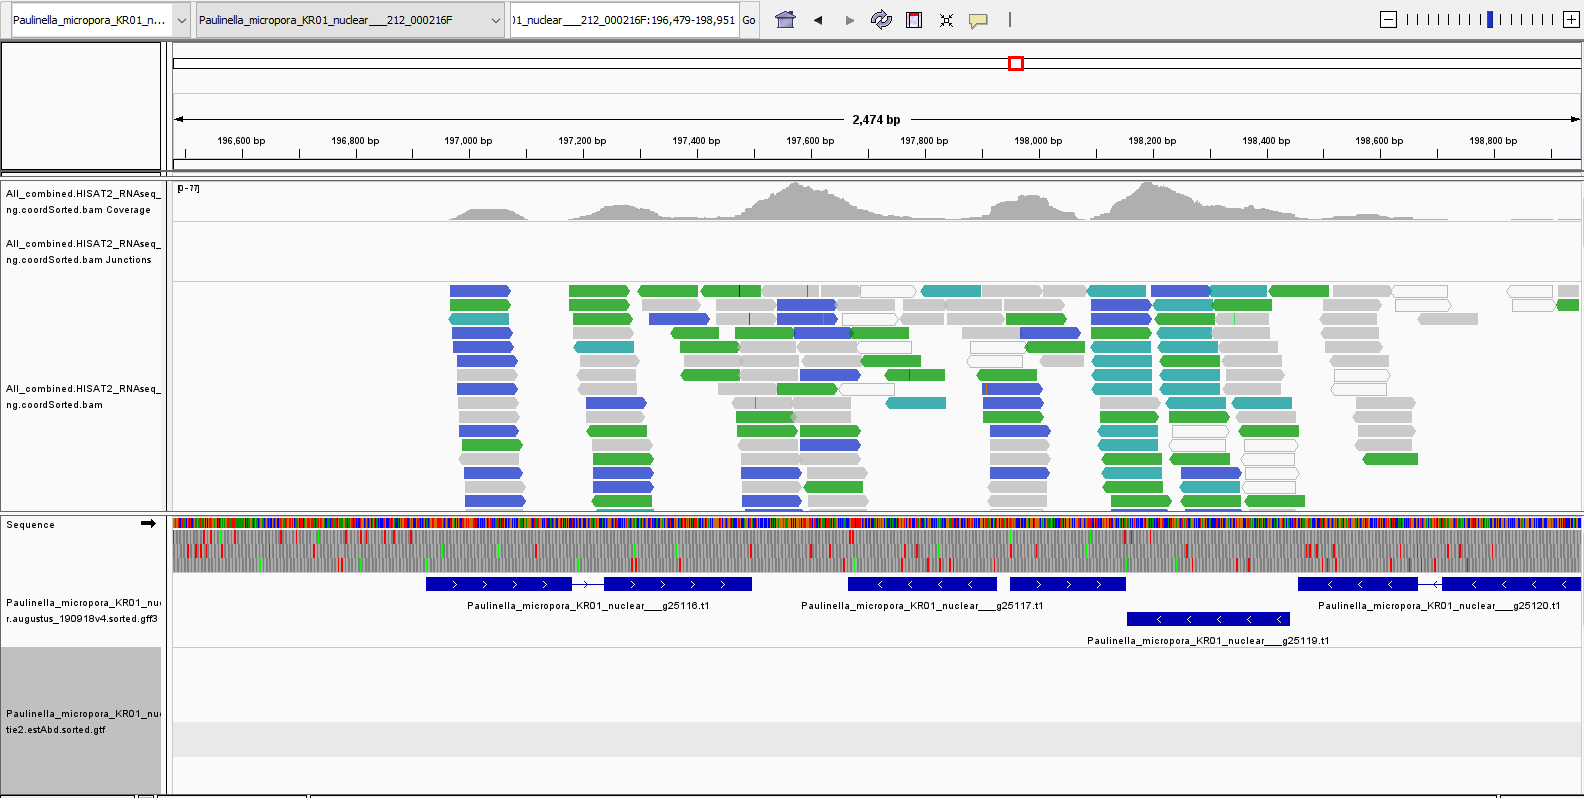 Paulinella_micropora_KR01_n... Paulinella_micropora_KR01_nuclear___212_000216F )1_nuclear___212_000216F:196,479-198,951 Go
2,474 bp
196,600 bp 196,800 bp 197,000 bp 197,200 bp 197,400 bp 197,600 bp 197,800 bp 198,000 bp 198,200 bp 198,400 bp 198,600 bp 198,800 bp
All_combined.HISAT2_RNAseq_
ng.coordSorted.bam Coverage
[0-77]
All_combined.HISAT2_RNAseq_
ng.coordSorted.bam Junctions
All_combined.HISAT2_RNAseq_
ng.coordSorted.bam
Sequence
Paulinella_micropora_KR01_nu
r.augustus_190918v4.sorted.gff3
Paulinella_micropora_KR01_nuclear___g25116.t1
Paulinella_micropora_KR01_nuclear___g25117.t1
Paulinella_micropora_KR01_nuclear___g25120.t1
Paulinella_micropora_KR01_nuclear___g25119.t1
Paulinella_micropora_KR01_nu
tie2.estAbd.sorted.gtf